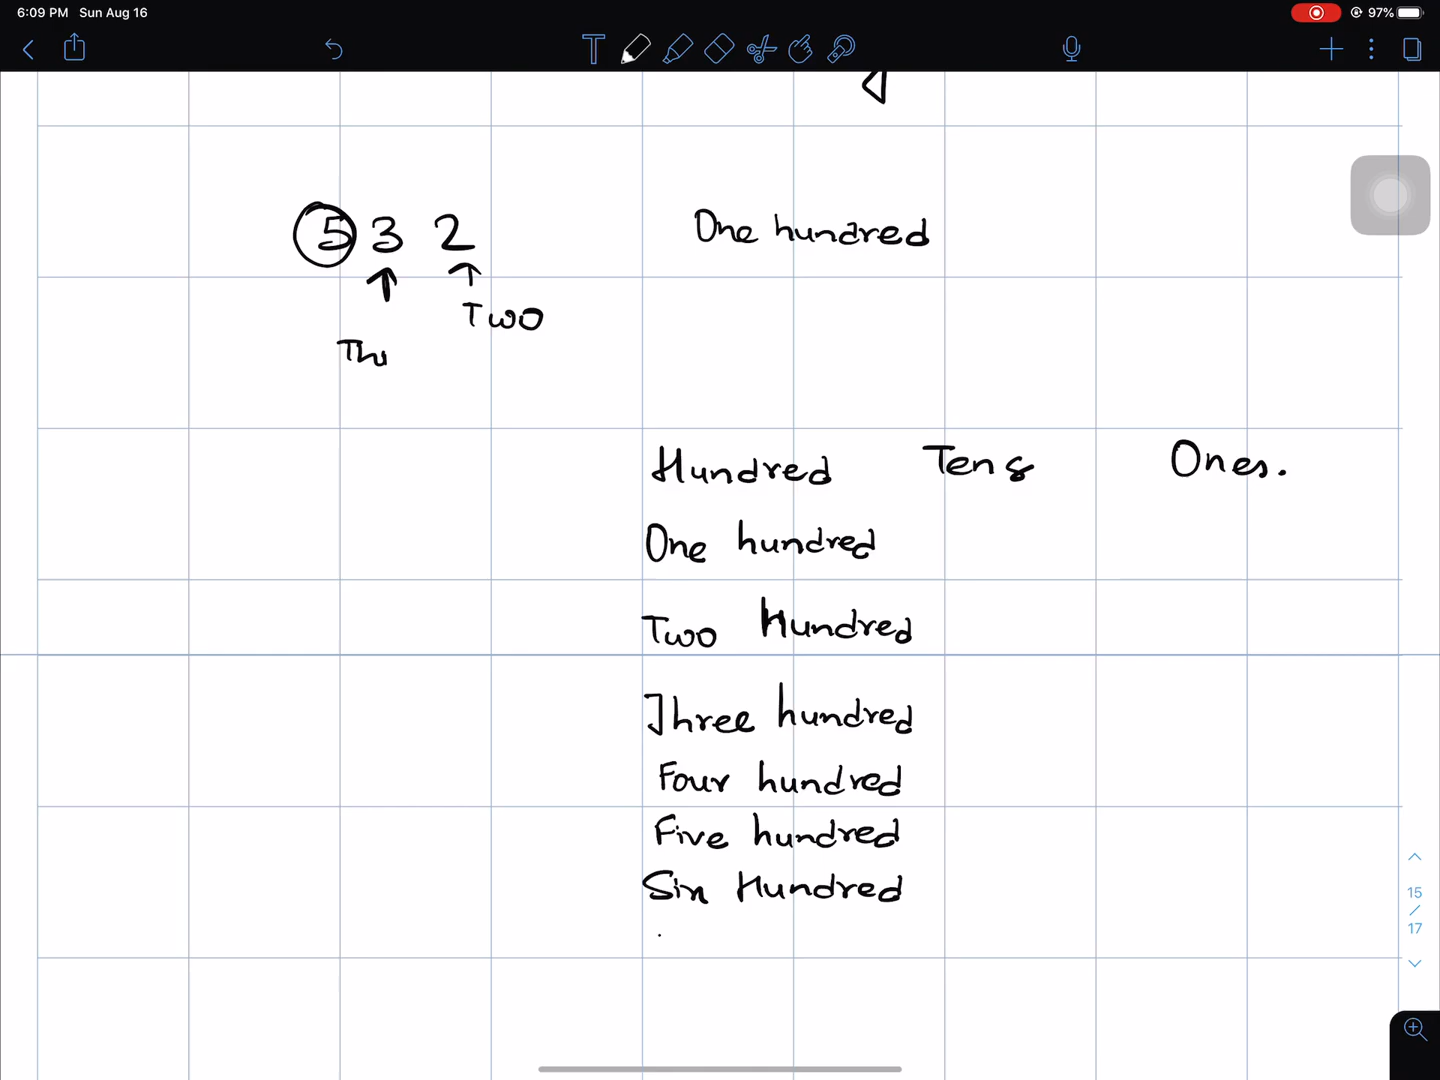 6:09 PM Sun Aug 16
97%
5 3 2
One hundred
Two
Thr
Hundred Tens Ones.
One hundred
Two Hundred
Three hundred
Four hundred
Five hundred
Six Hundred
15
/
17